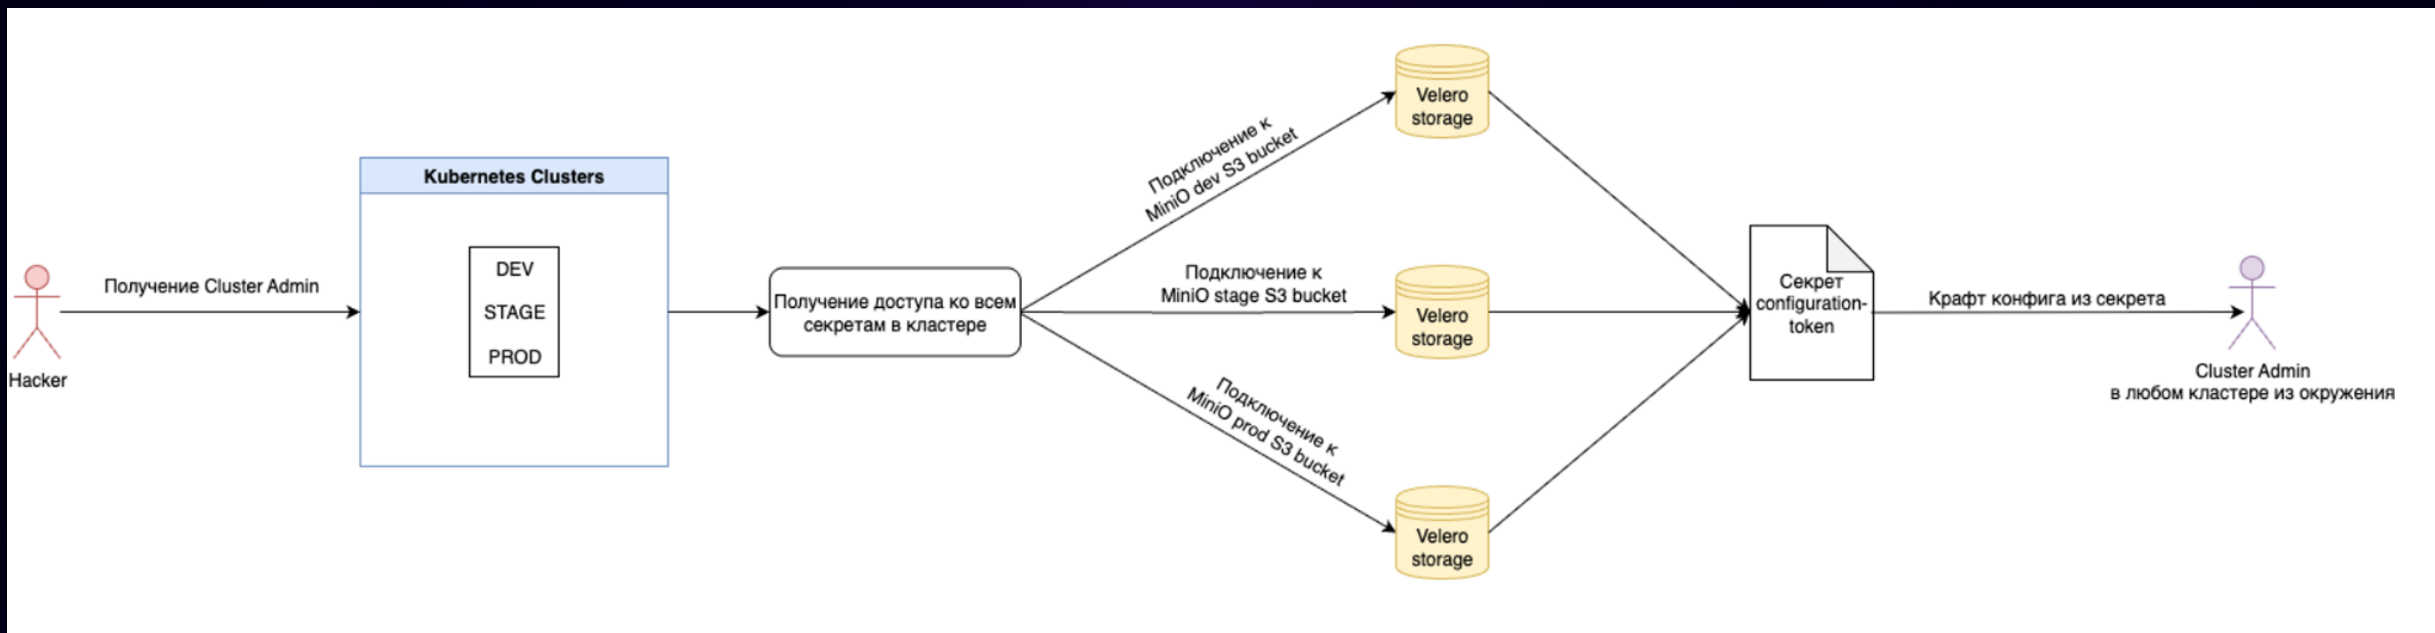 Hacker
Получение Cluster Admin
Kubernetes Clusters
DEV
STAGE
PROD
Получение доступа ко всем
секретам в кластере
Подключение к
MiniO dev S3 bucket
Подключение к
MiniO stage S3 bucket
Подключение к
MiniO prod S3 bucket
Velero
storage
Velero
storage
Velero
storage
Секрет
configuration-
token
Крафт конфига из секрета
Cluster Admin
в любом кластере из окружения